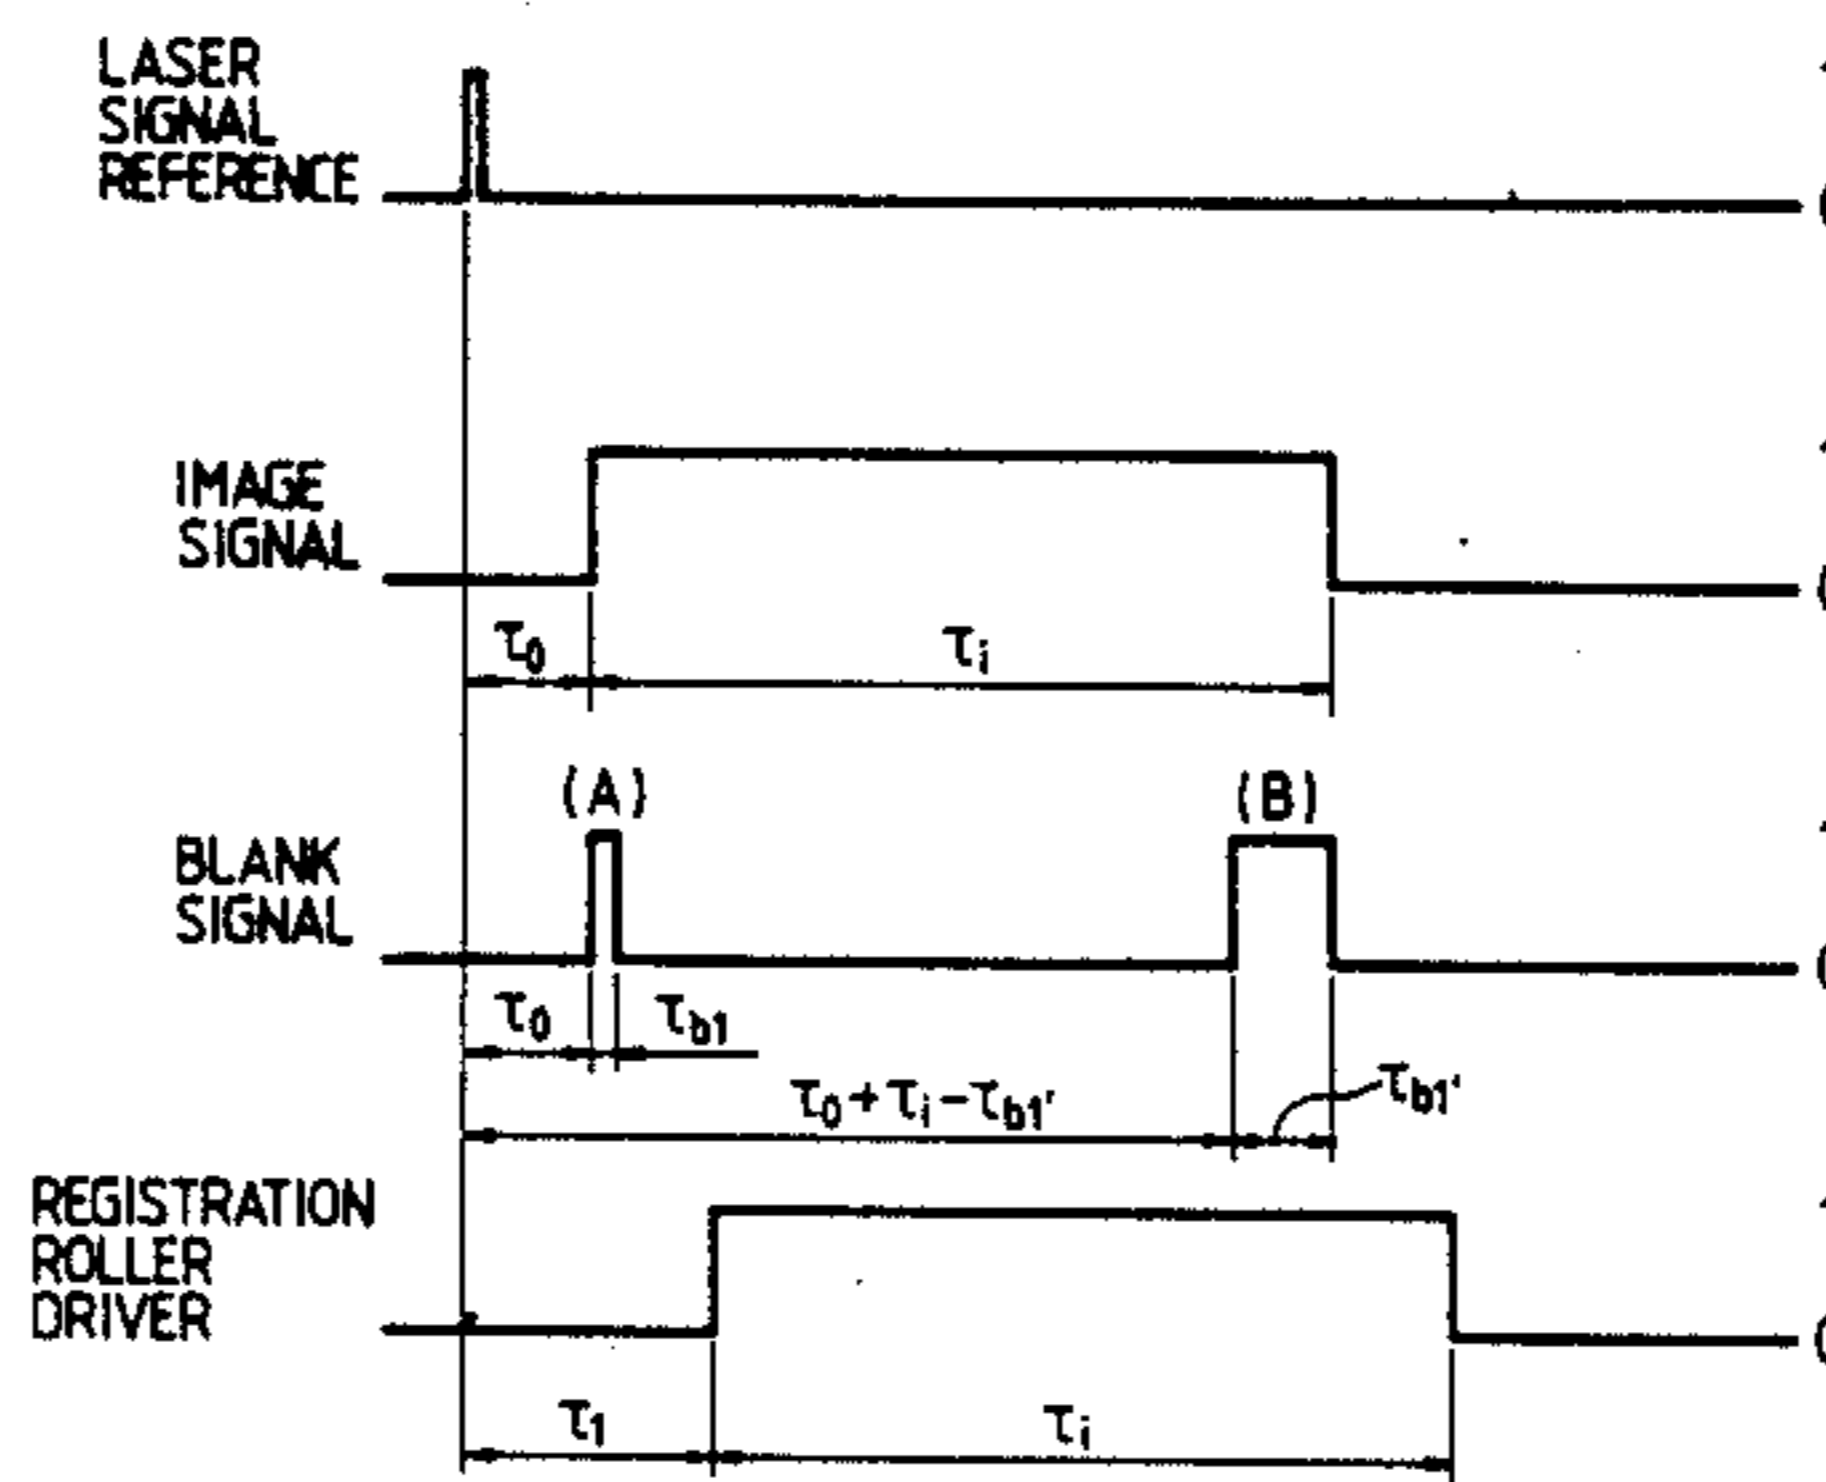 LASER
SIGNAL
REFERENCE
IMAGE
SIGNAL
τ0
τi
(A)
(B)
BLANK
SIGNAL
τ0
τb1
τ0+τi−τb1'
τb1'
REGISTRATION
ROLLER
DRIVER
τ1
τi